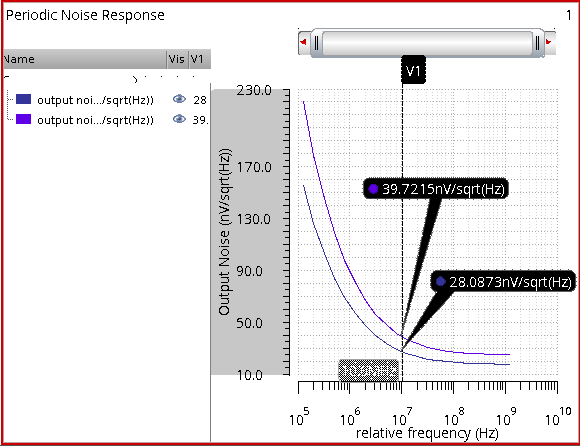 Periodic Noise Response
1
Name Vis V1
output noi.../sqrt(Hz)) 28
output noi.../sqrt(Hz)) 39.
V1
230.0
170.0
130.0
90.0
50.0
10.0
Output Noise (nV/sqrt(Hz))
39.7215nV/sqrt(Hz)
28.0873nV/sqrt(Hz)
10^5 10^6 10^7 10^8 10^9 10^10
relative frequency (Hz)